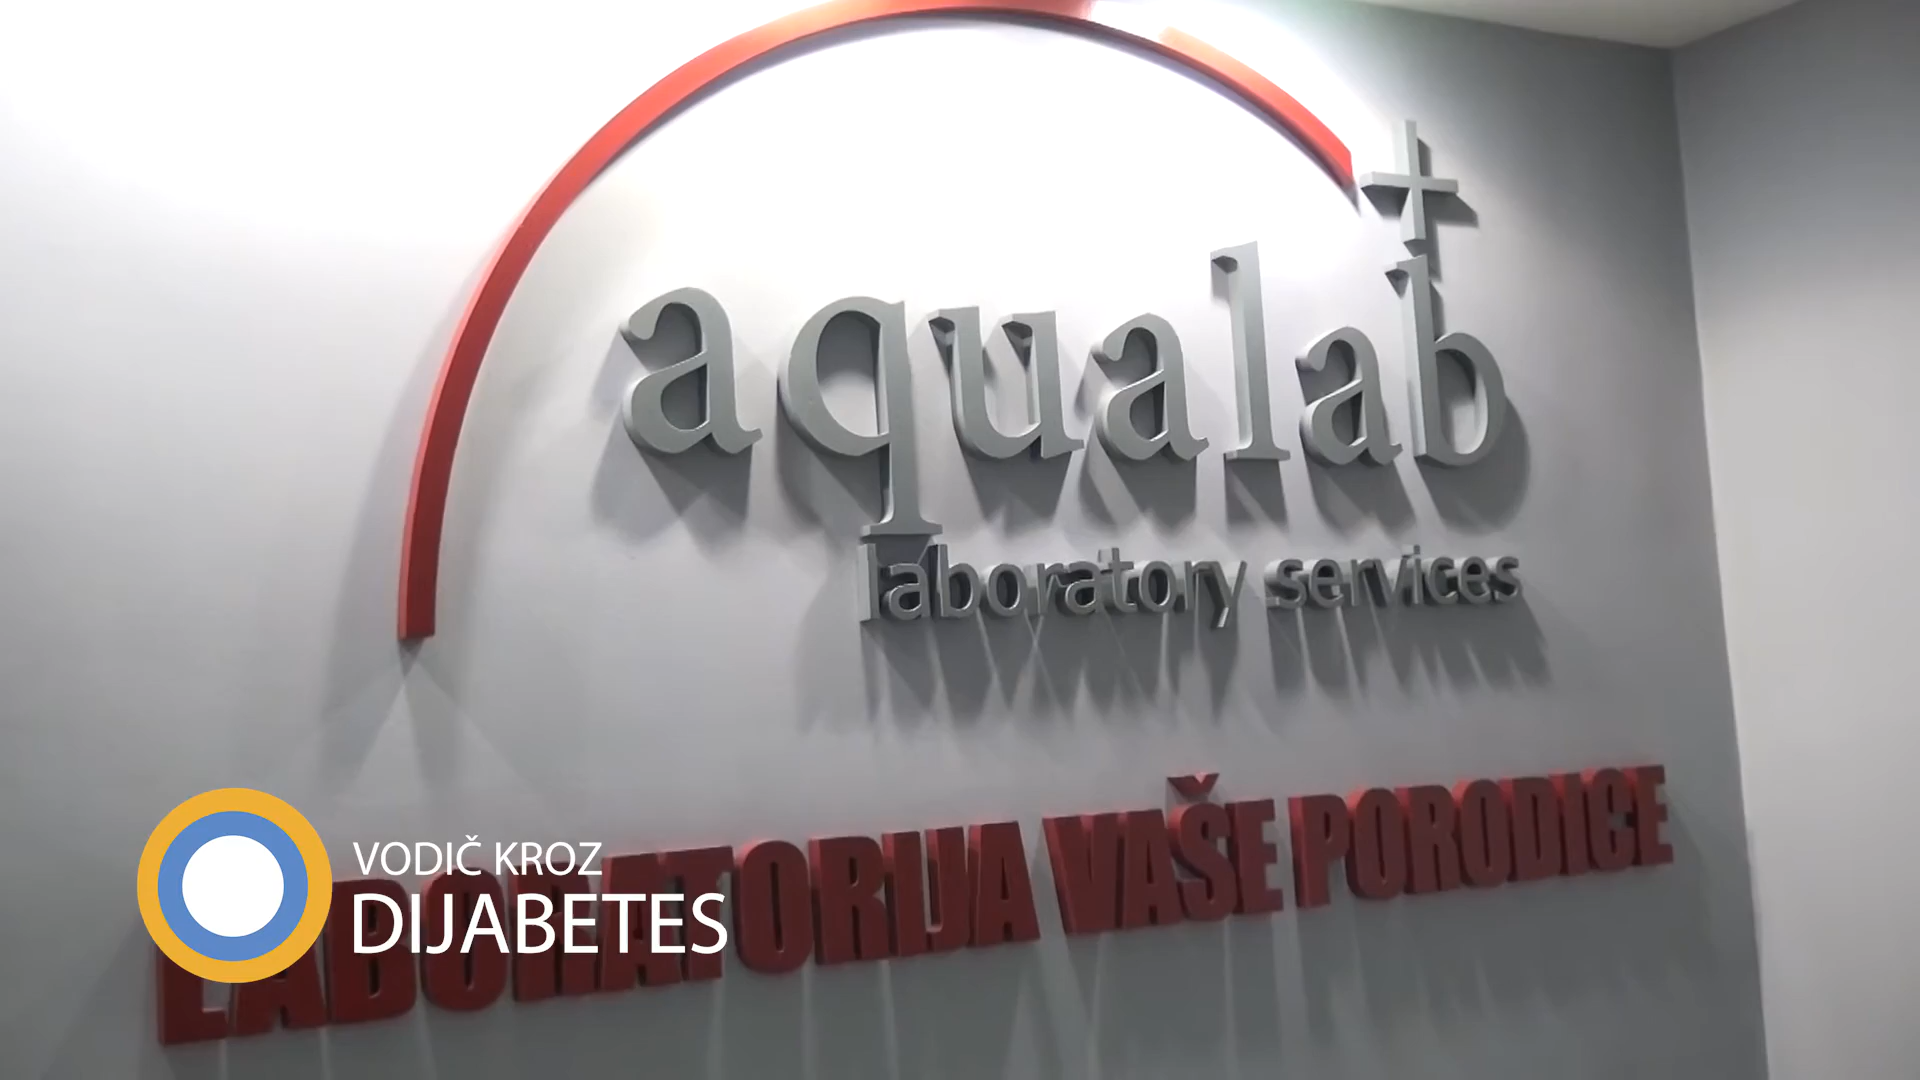 aqualab
laboratory services
LABORATORIJA VAŠE PORODICE
VODIČ KROZ
DIJABETES